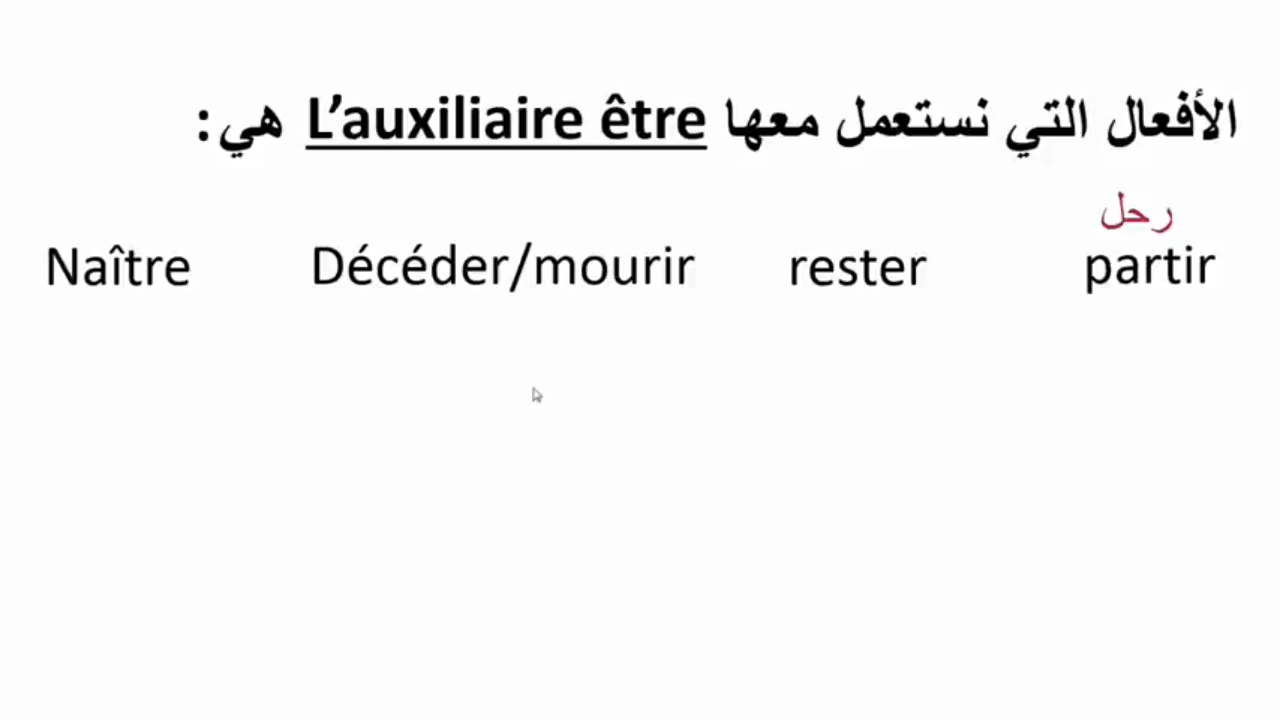 الأفعال التي نستعمل معها L’auxiliaire être هي :
رحل
Naître Décéder/mourir rester partir